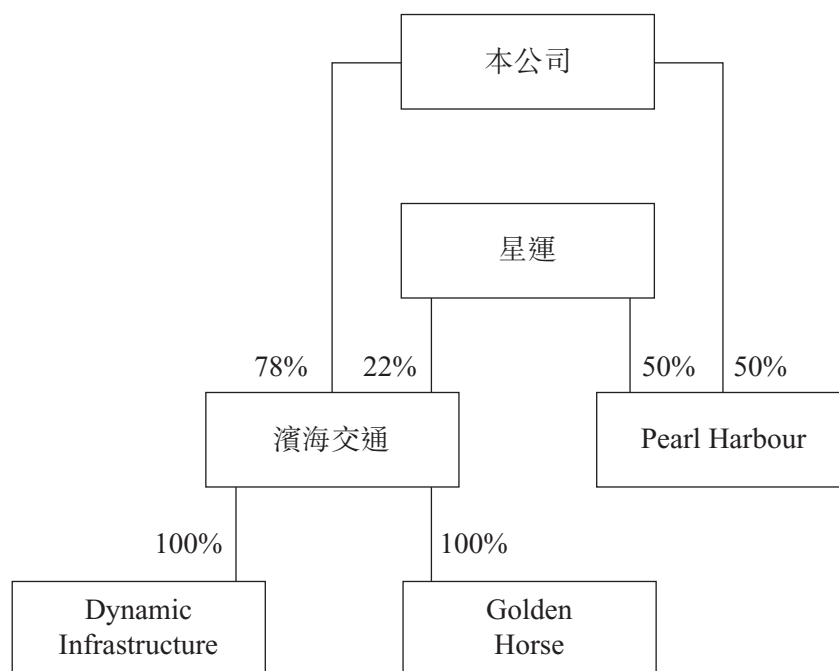 本公司
星運
78%
22%
50%
50%
濱海交通
Pearl Harbour
100%
100%
Dynamic
Infrastructure
Golden
Horse